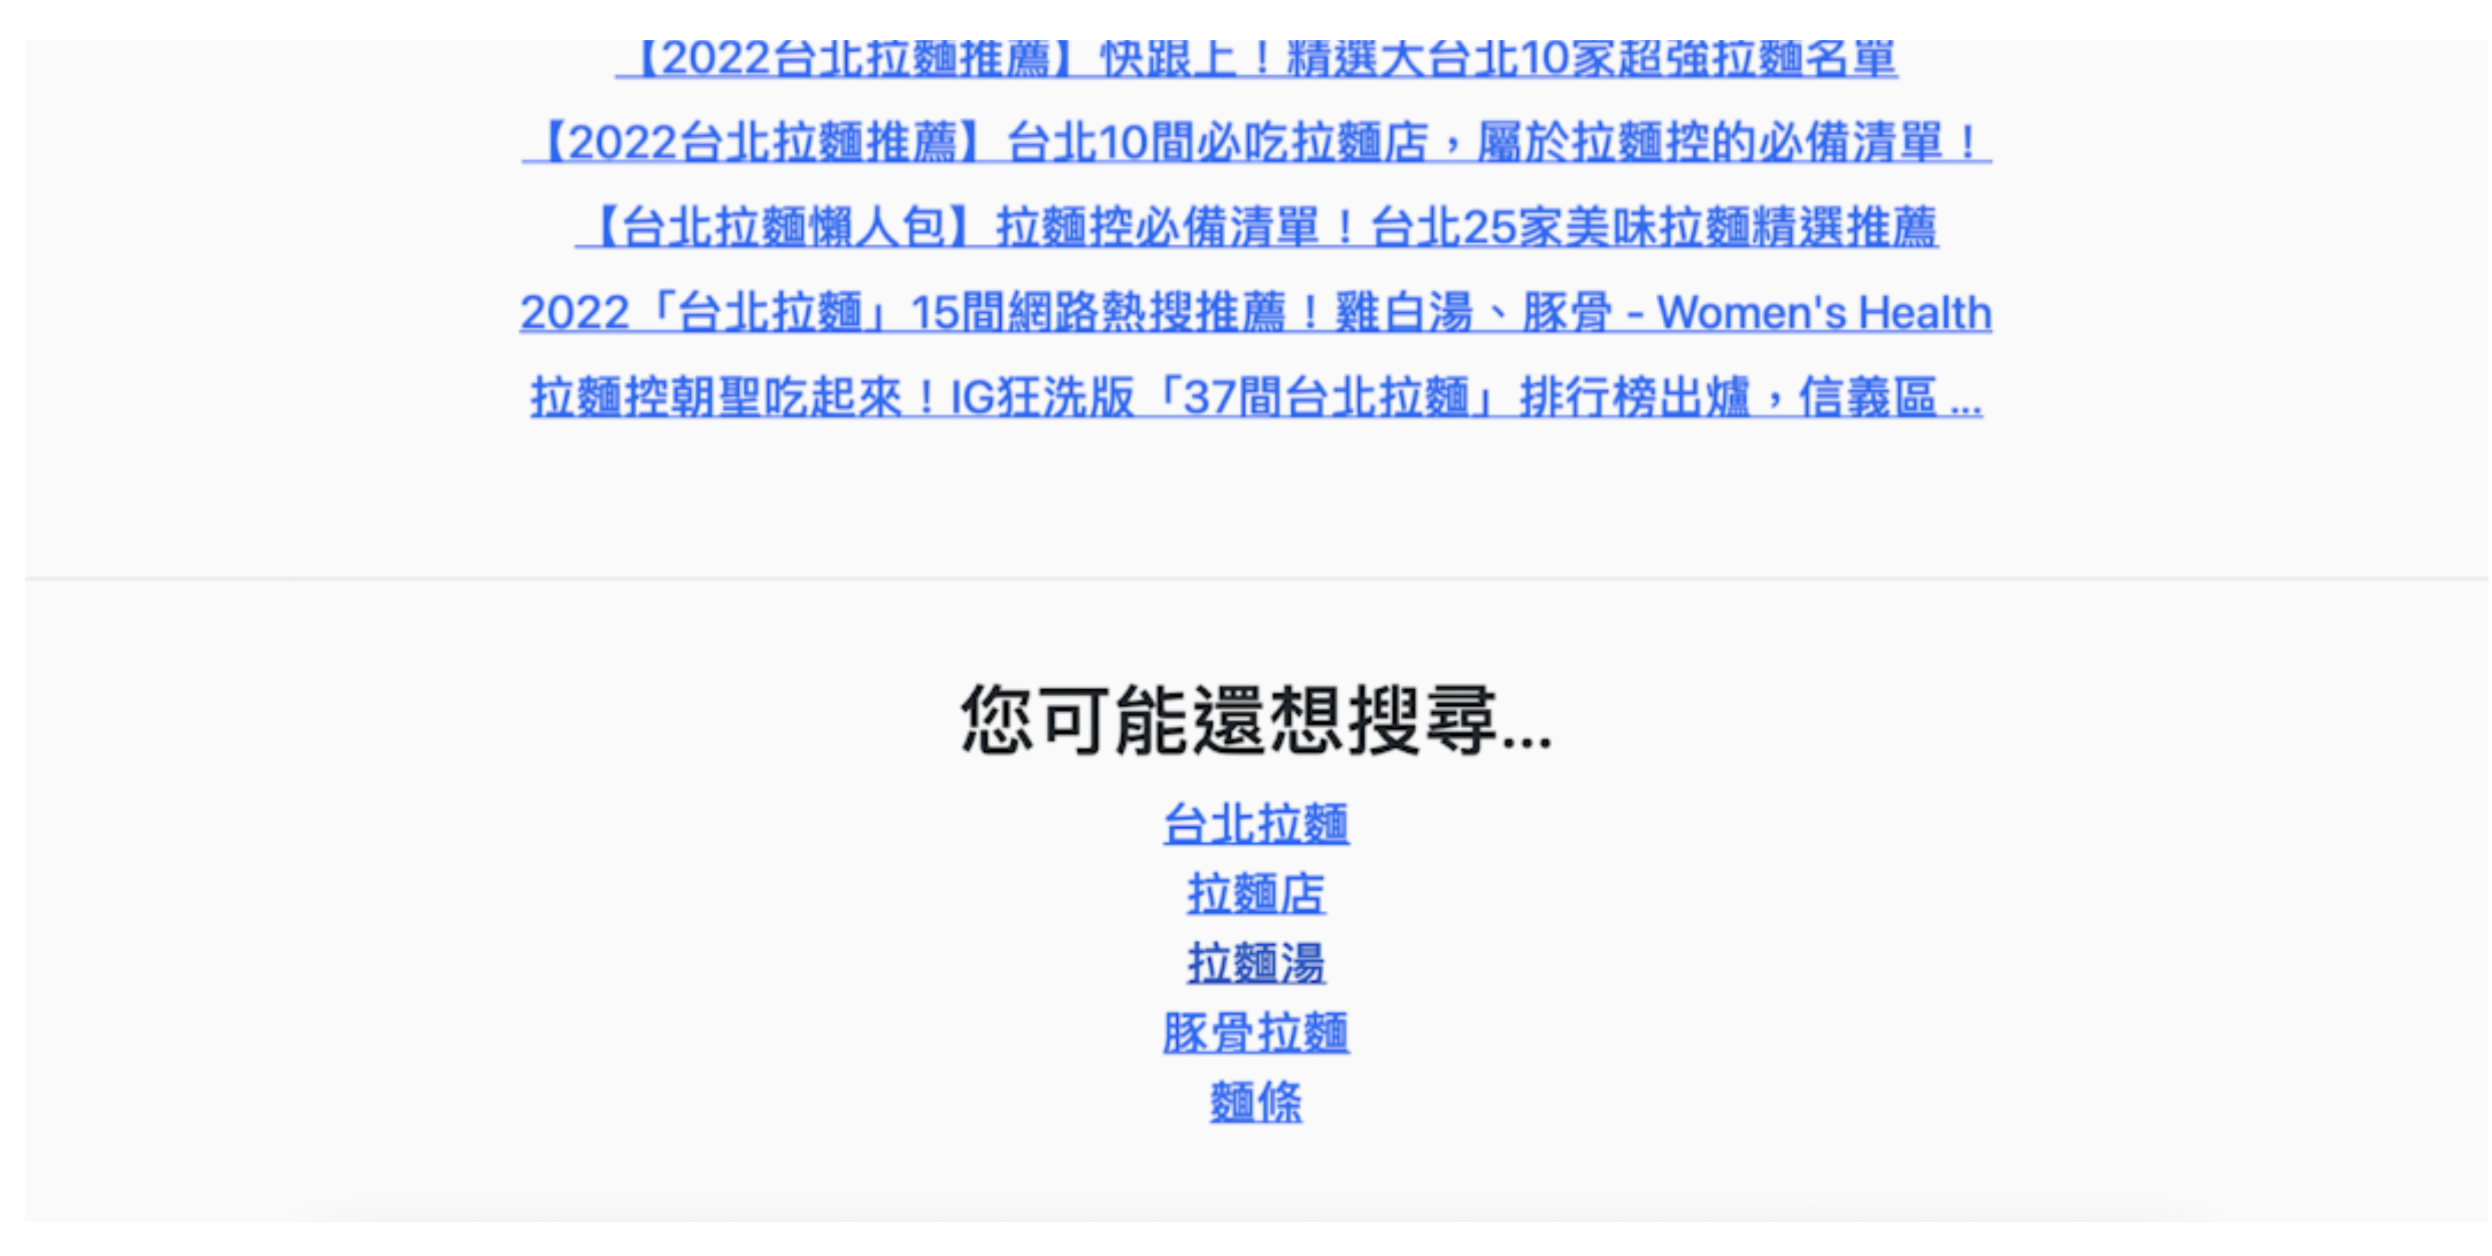 【2022台北拉麵推薦】快跟上！精選大台北10家超強拉麵名單
【2022台北拉麵推薦】台北10間必吃拉麵店，屬於拉麵控的必備清單！
【台北拉麵懶人包】拉麵控必備清單！台北25家美味拉麵精選推薦
2022「台北拉麵」15間網路熱搜推薦！雞白湯、豚骨 - Women's Health
拉麵控朝聖吃起來！IG狂洗版「37間台北拉麵」排行榜出爐，信義區 ...
您可能還想搜尋...
台北拉麵
拉麵店
拉麵湯
豚骨拉麵
麵條